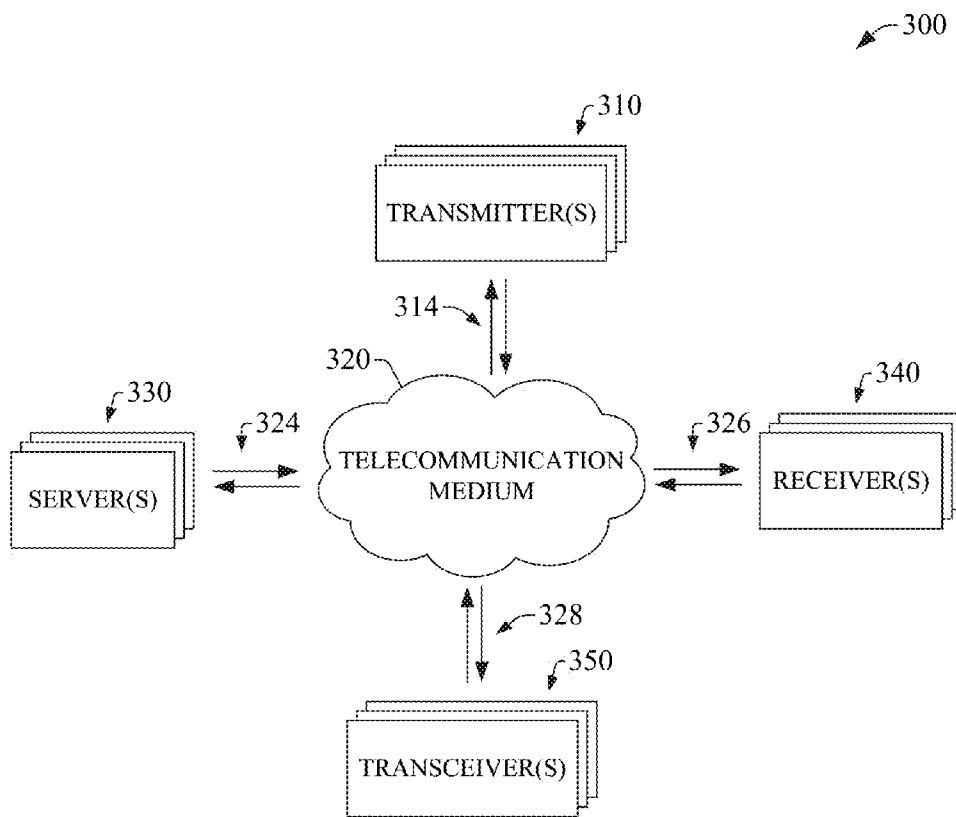 300
310
TRANSMITTER(S)
314
320
330
324
TELECOMMUNICATION
MEDIUM
326
340
SERVER(S)
RECEIVER(S)
328
350
TRANSCEIVER(S)